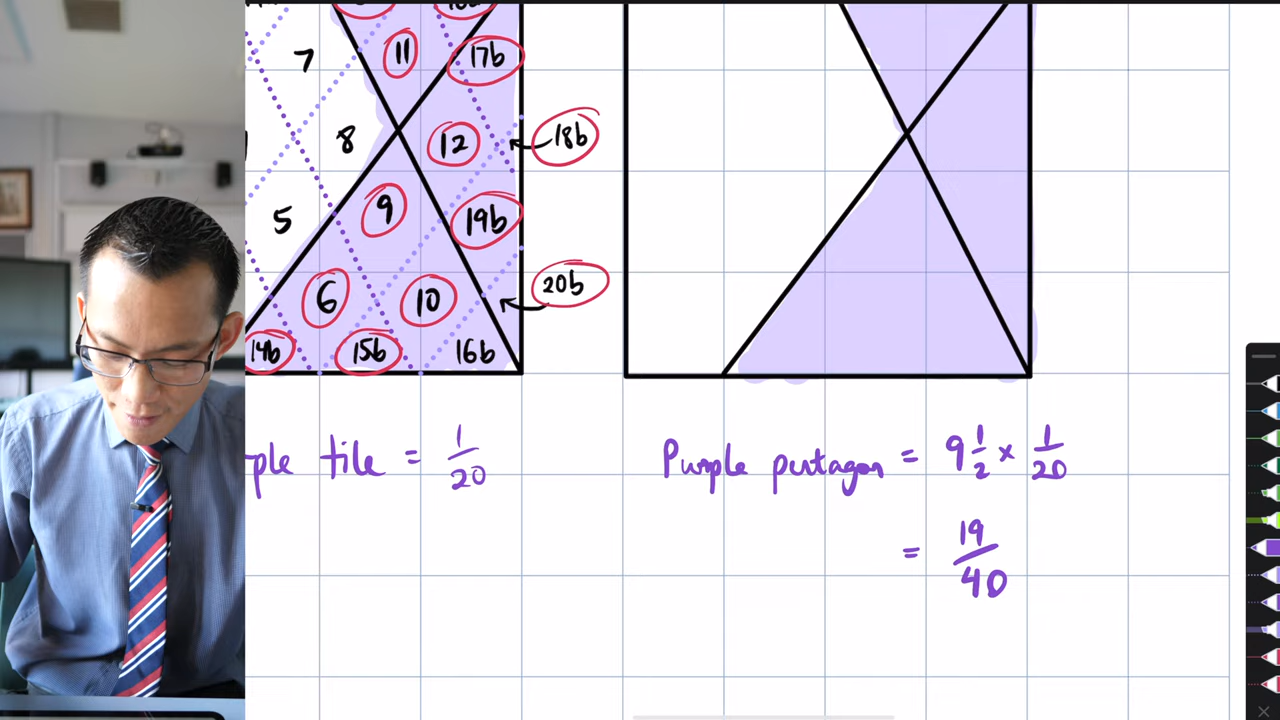 7 11 17b
8 12 18b
5 9 19b
6 10 20b
14b 15b 16b
ple tile = 1/20
Purple pentagon = 9 1/2 × 1/20
= 19/40